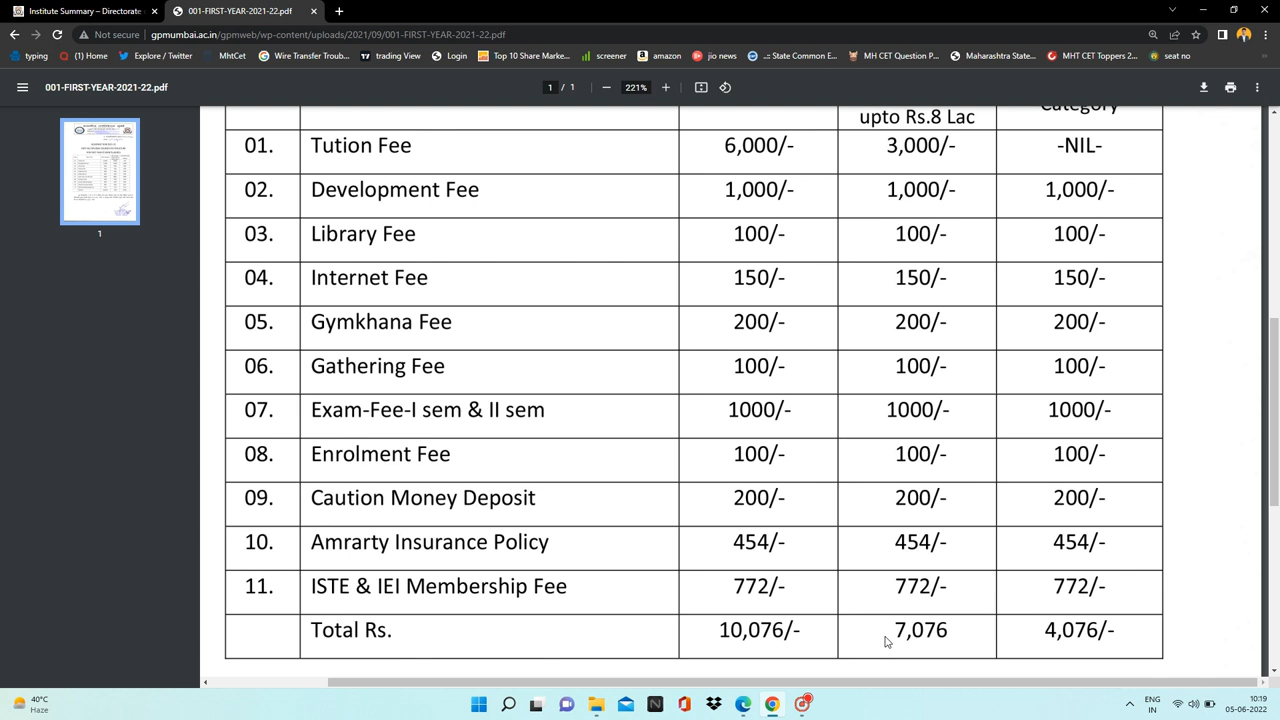 Institute Summary – Directorate
001-FIRST-YEAR-2021-22.pdf
Not secure | gpmumbai.ac.in/gpmweb/wp-content/uploads/2021/09/001-FIRST-YEAR-2021-22.pdf
typing (1) Home (1) Twitter Explore / Twitter MhtCet Wire Transfer Troub... trading View Login Top 10 Share Market... screener amazon jio news ..:: State Common E... MH CET Question P... Maharashtra State... MHT CET Toppers 2... seat no
001-FIRST-YEAR-2021-22.pdf 1 / 1 221%
1
upto Rs.8 Lac Category
01. Tution Fee 6,000/- 3,000/- -NIL-
02. Development Fee 1,000/- 1,000/- 1,000/-
03. Library Fee 100/- 100/- 100/-
04. Internet Fee 150/- 150/- 150/-
05. Gymkhana Fee 200/- 200/- 200/-
06. Gathering Fee 100/- 100/- 100/-
07. Exam-Fee-I sem & II sem 1000/- 1000/- 1000/-
08. Enrolment Fee 100/- 100/- 100/-
09. Caution Money Deposit 200/- 200/- 200/-
10. Amrarty Insurance Policy 454/- 454/- 454/-
11. ISTE & IEI Membership Fee 772/- 772/- 772/-
Total Rs. 10,076/- 7,076 4,076/-
40°C
Haze
ENG
IN
10:19
05-06-2022